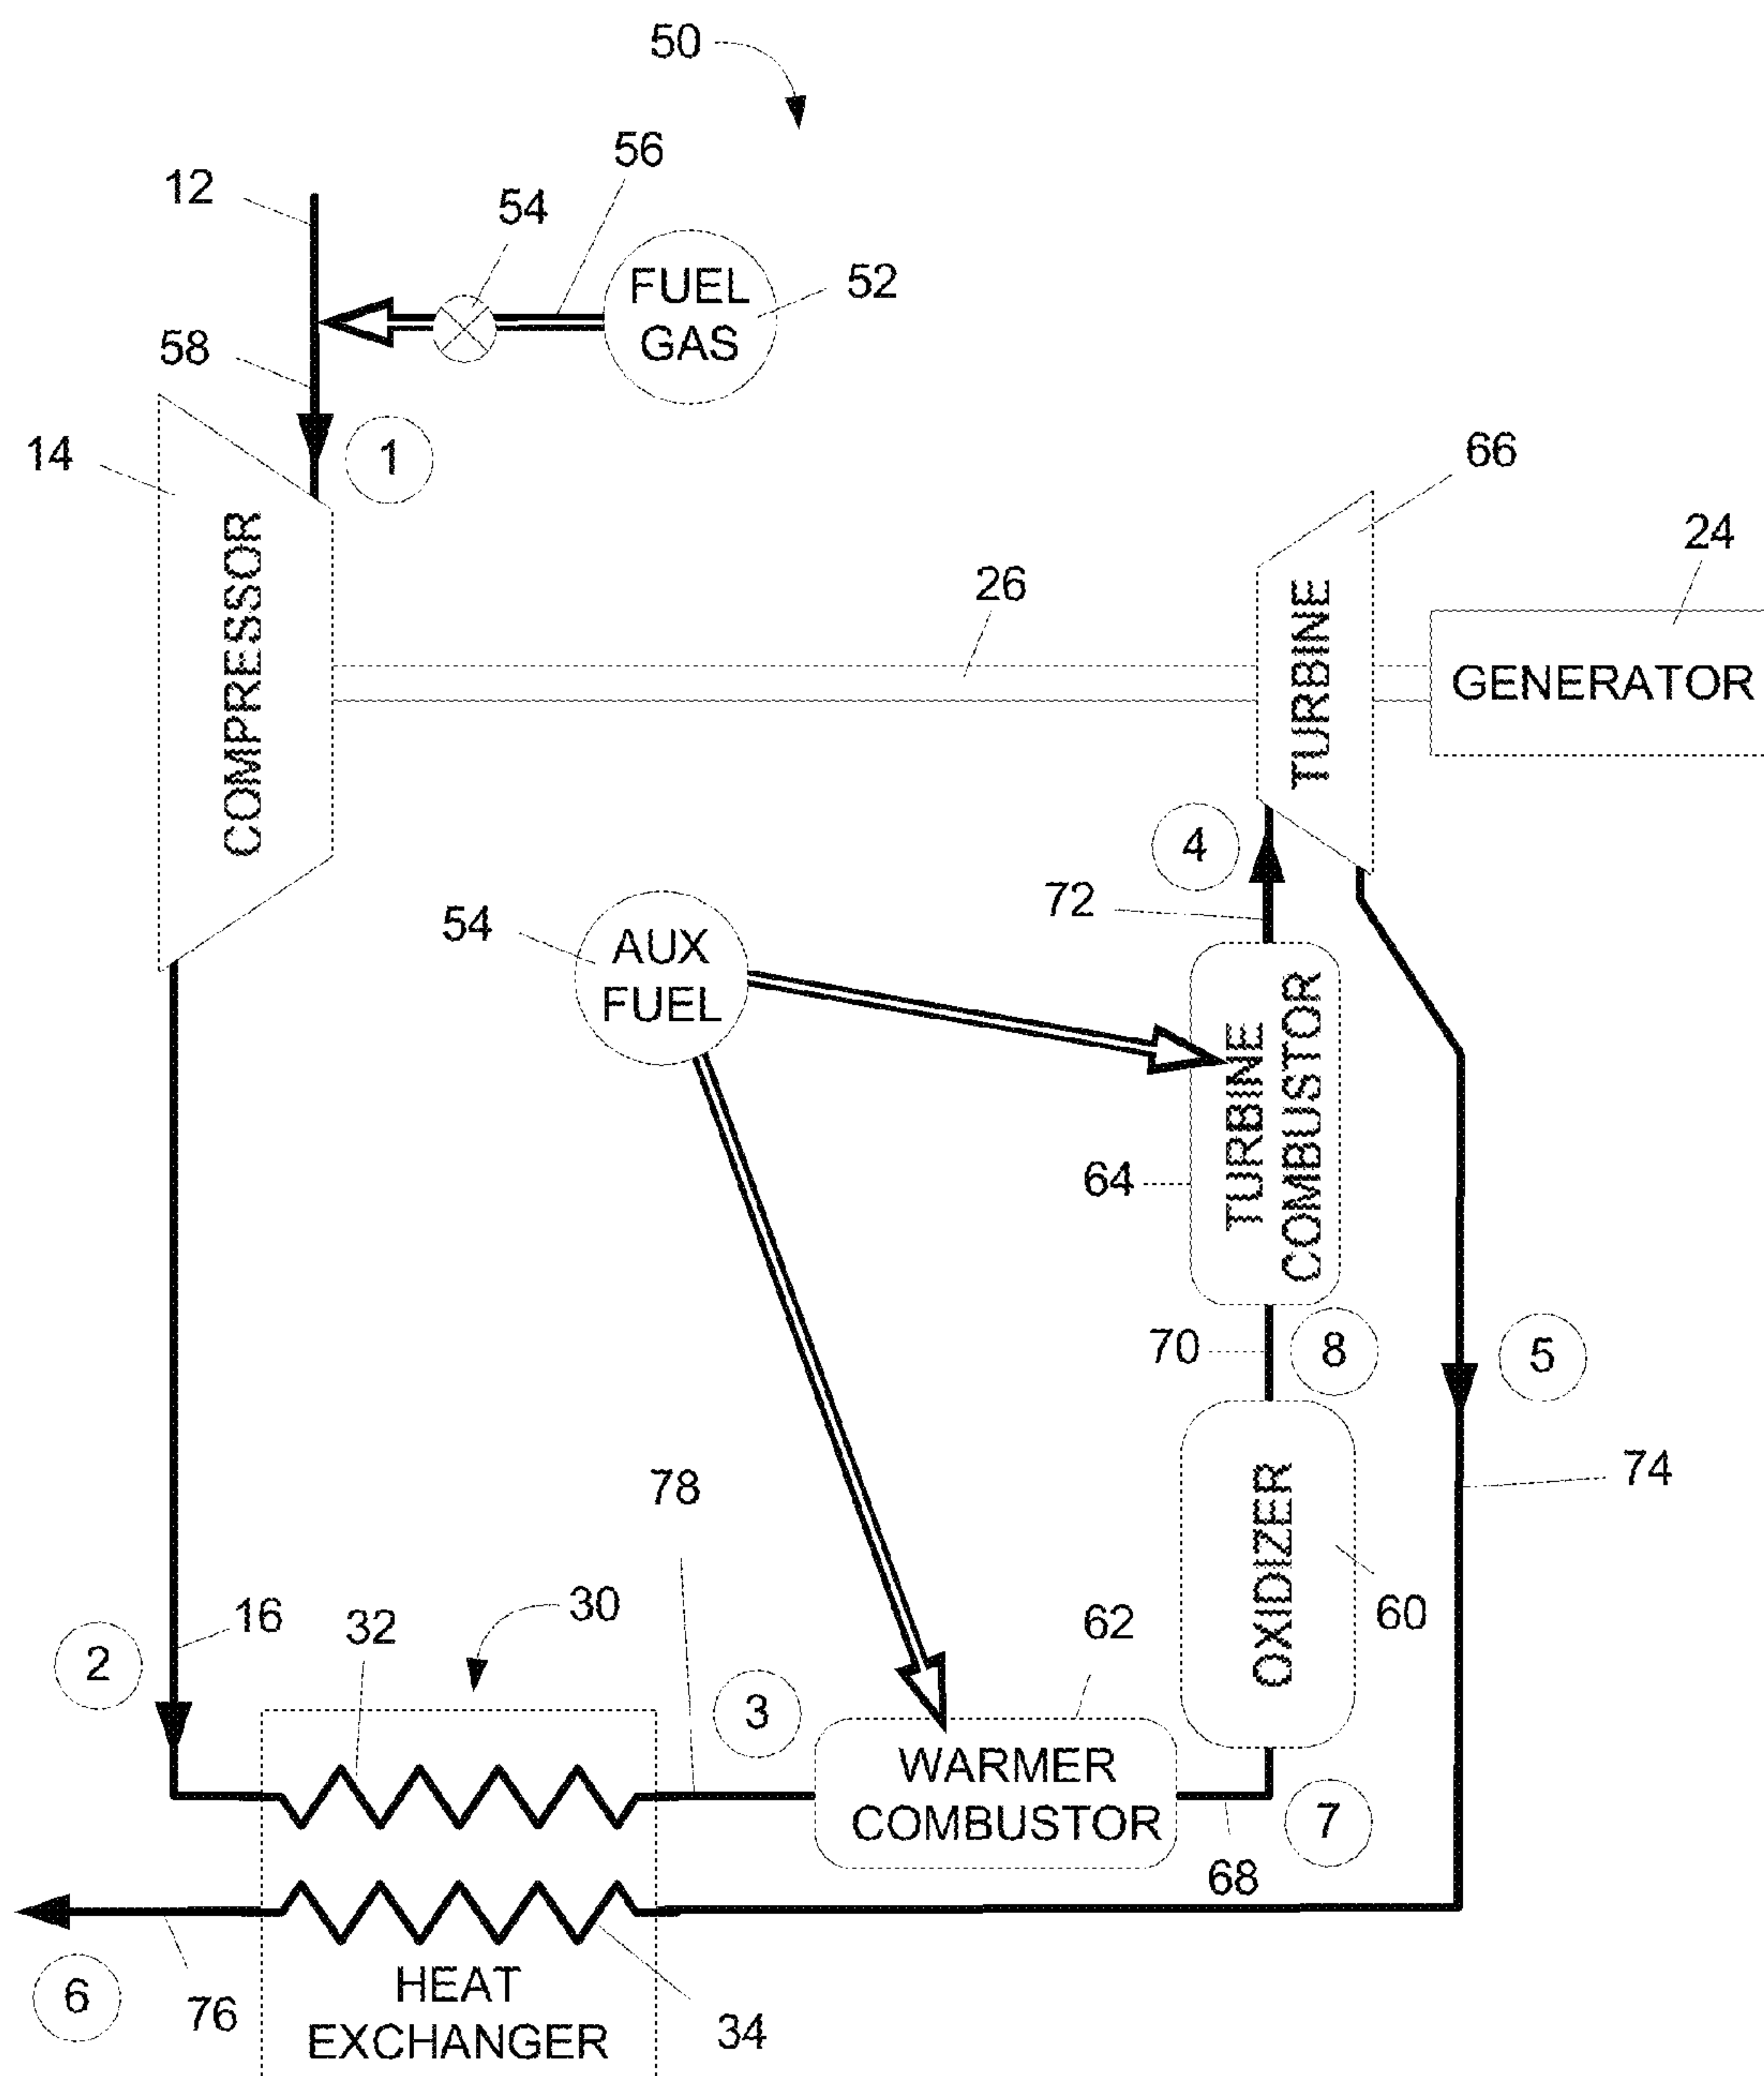 50
56
12
54
FUEL
GAS
52
58
1
14
COMPRESSOR
66
TURBINE
24
26
GENERATOR
4
72
54
AUX
FUEL
TURBINE
COMBUSTOR
64
70
8
5
78
74
OXIDIZER
60
16
2
32
30
62
3
WARMER
COMBUSTOR
7
68
6
76
HEAT
EXCHANGER
34